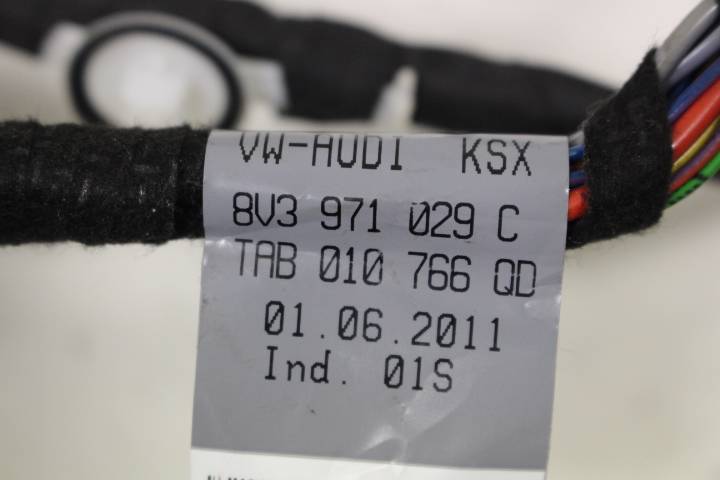 VW-AUDI KSX
8V3 971 029 C
TAB 010 766 QD
01.06.2011
Ind. 01S